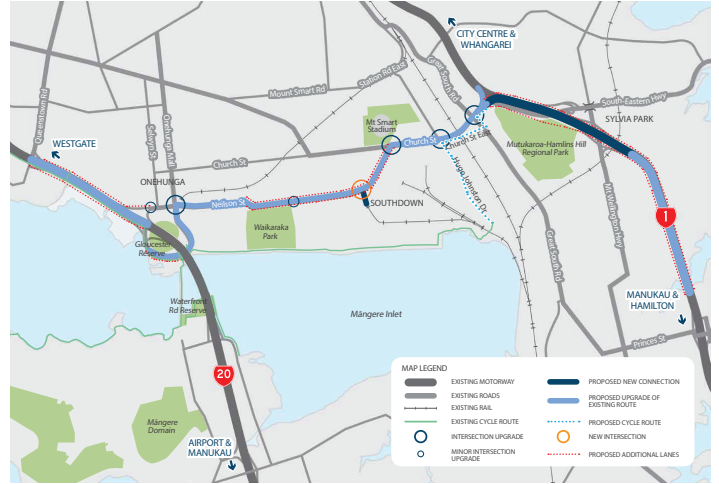 CITY CENTRE &
WHANGAREI
Station Rd East
Great South Rd
Mount Smart Rd
South-Eastern Hwy
Queenstown Rd
SYLVIA PARK
Mt Smart
Stadium
Selwyn St
Onehunga Mall
WESTGATE
Church St
Church St East
Mutukaroa-Hamlins Hill
Regional Park
Church St
ONEHUNGA
Hugo Johnston Dr
Neilson St
SOUTHDOWN
Mt Wellington Hwy
1
Waikaraka
Park
Gloucester
Reserve
Great South Rd
MANUKAU &
HAMILTON
Waterfront
Rd Reserve
Māngere Inlet
Princes St
20
Māngere
Domain
AIRPORT &
MANUKAU
MAP LEGEND
EXISTING MOTORWAY
EXISTING ROADS
EXISTING RAIL
EXISTING CYCLE ROUTE
INTERSECTION UPGRADE
MINOR INTERSECTION
UPGRADE
PROPOSED NEW CONNECTION
PROPOSED UPGRADE OF
EXISTING ROUTE
PROPOSED CYCLE ROUTE
NEW INTERSECTION
PROPOSED ADDITIONAL LANES